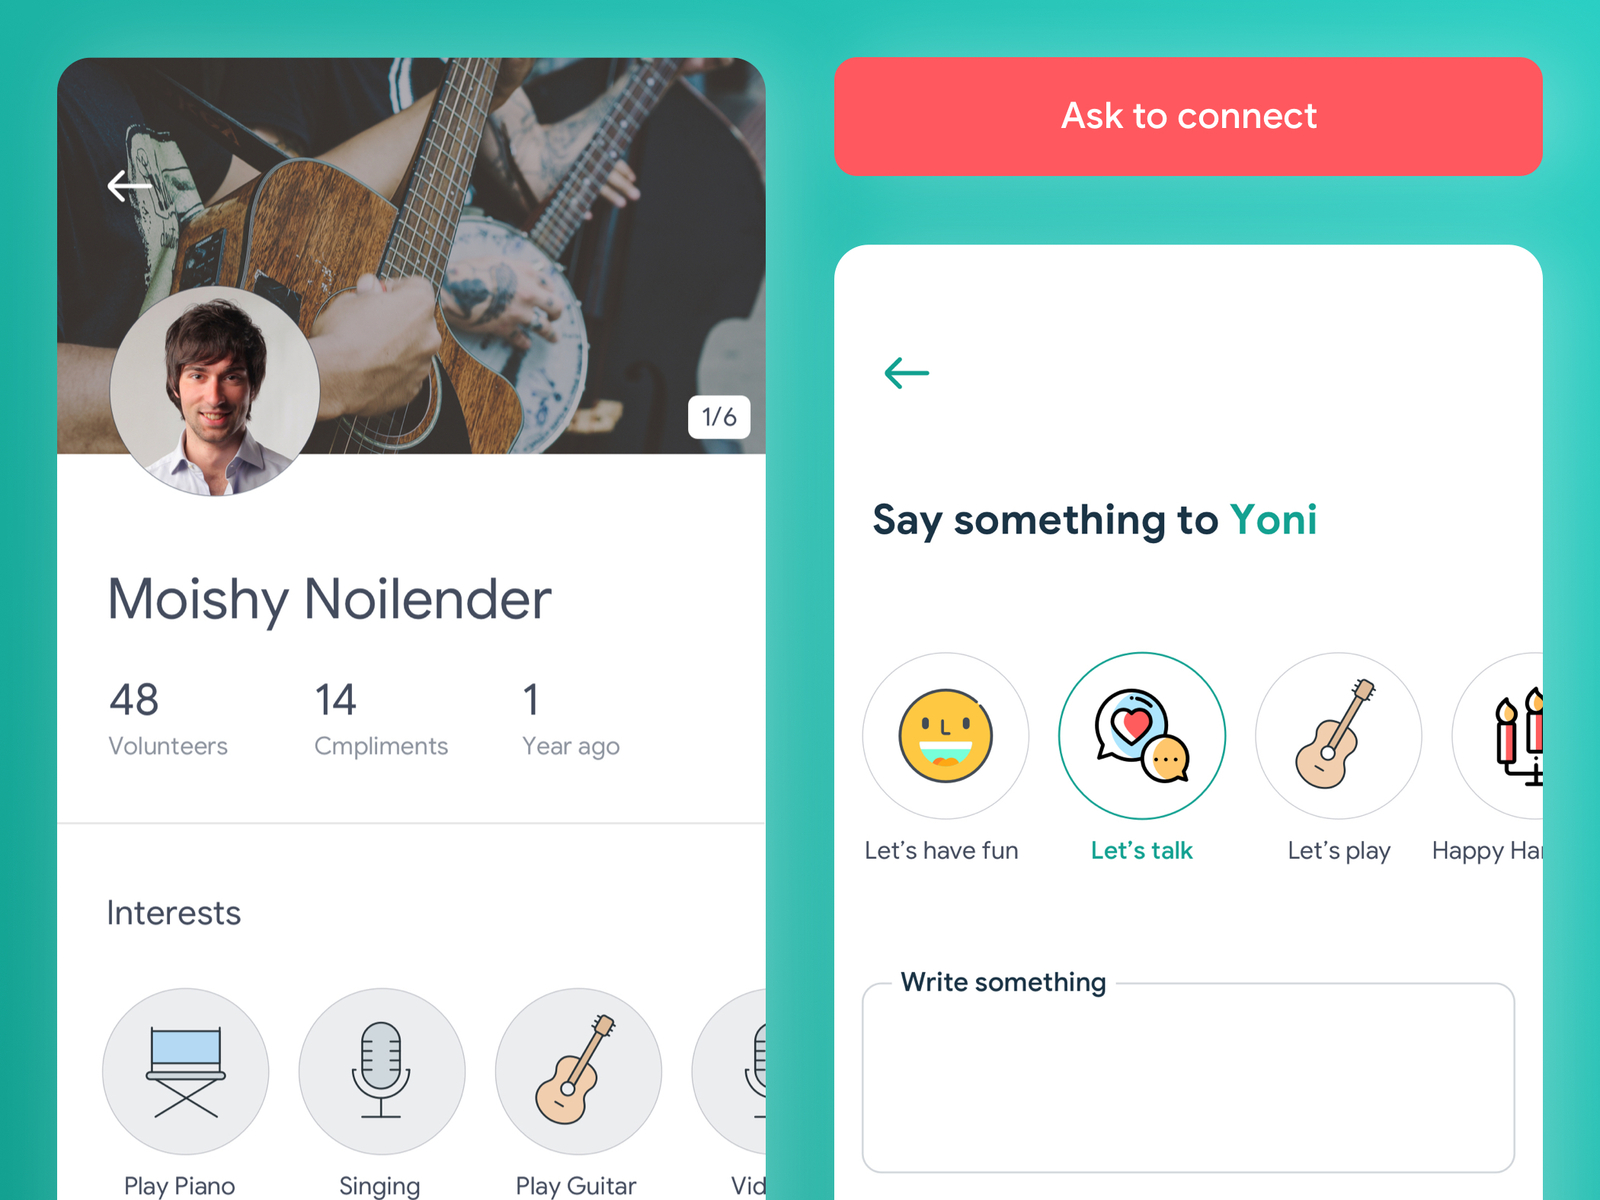 1/6
Moishy Noilender
48
Volunteers
14
Cmpliments
1
Year ago
Interests
Play Piano
Singing
Play Guitar
Vid
Ask to connect
Say something to Yoni
Let's have fun
Let's talk
Let's play
Happy Ha
Write something